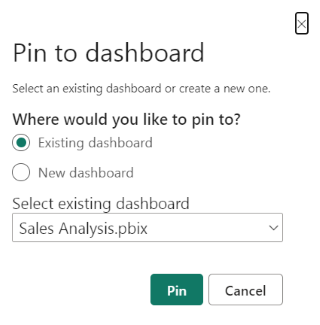 Pin to dashboard
Select an existing dashboard or create a new one.
Where would you like to pin to?
Existing dashboard
New dashboard
Select existing dashboard
Sales Analysis.pbix
Pin Cancel